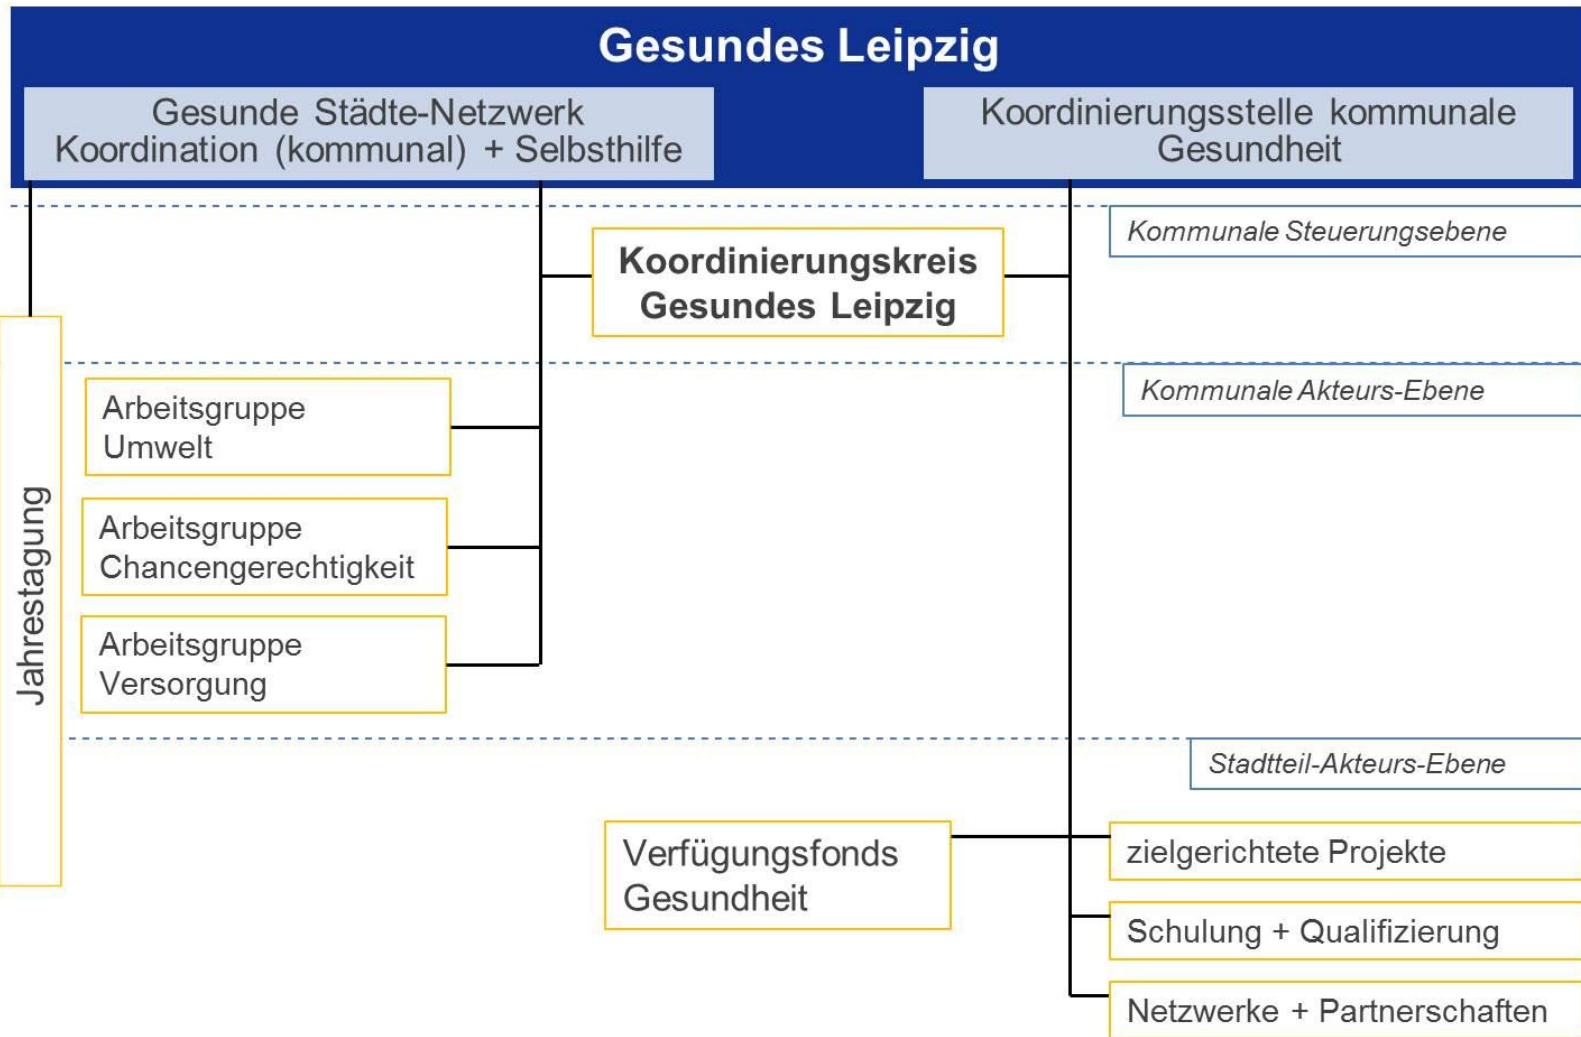 Gesundes Leipzig
Gesunde Städte-Netzwerk
Koordination (kommunal) + Selbsthilfe
Koordinierungsstelle kommunale
Gesundheit
Kommunale Steuerungsebene
Koordinierungskreis
Gesundes Leipzig
Kommunale Akteurs-Ebene
Jahrestagung
Arbeitsgruppe
Umwelt
Arbeitsgruppe
Chancengerechtigkeit
Arbeitsgruppe
Versorgung
Stadtteil-Akteurs-Ebene
Verfügungsfonds
Gesundheit
zielgerichtete Projekte
Schulung + Qualifizierung
Netzwerke + Partnerschaften